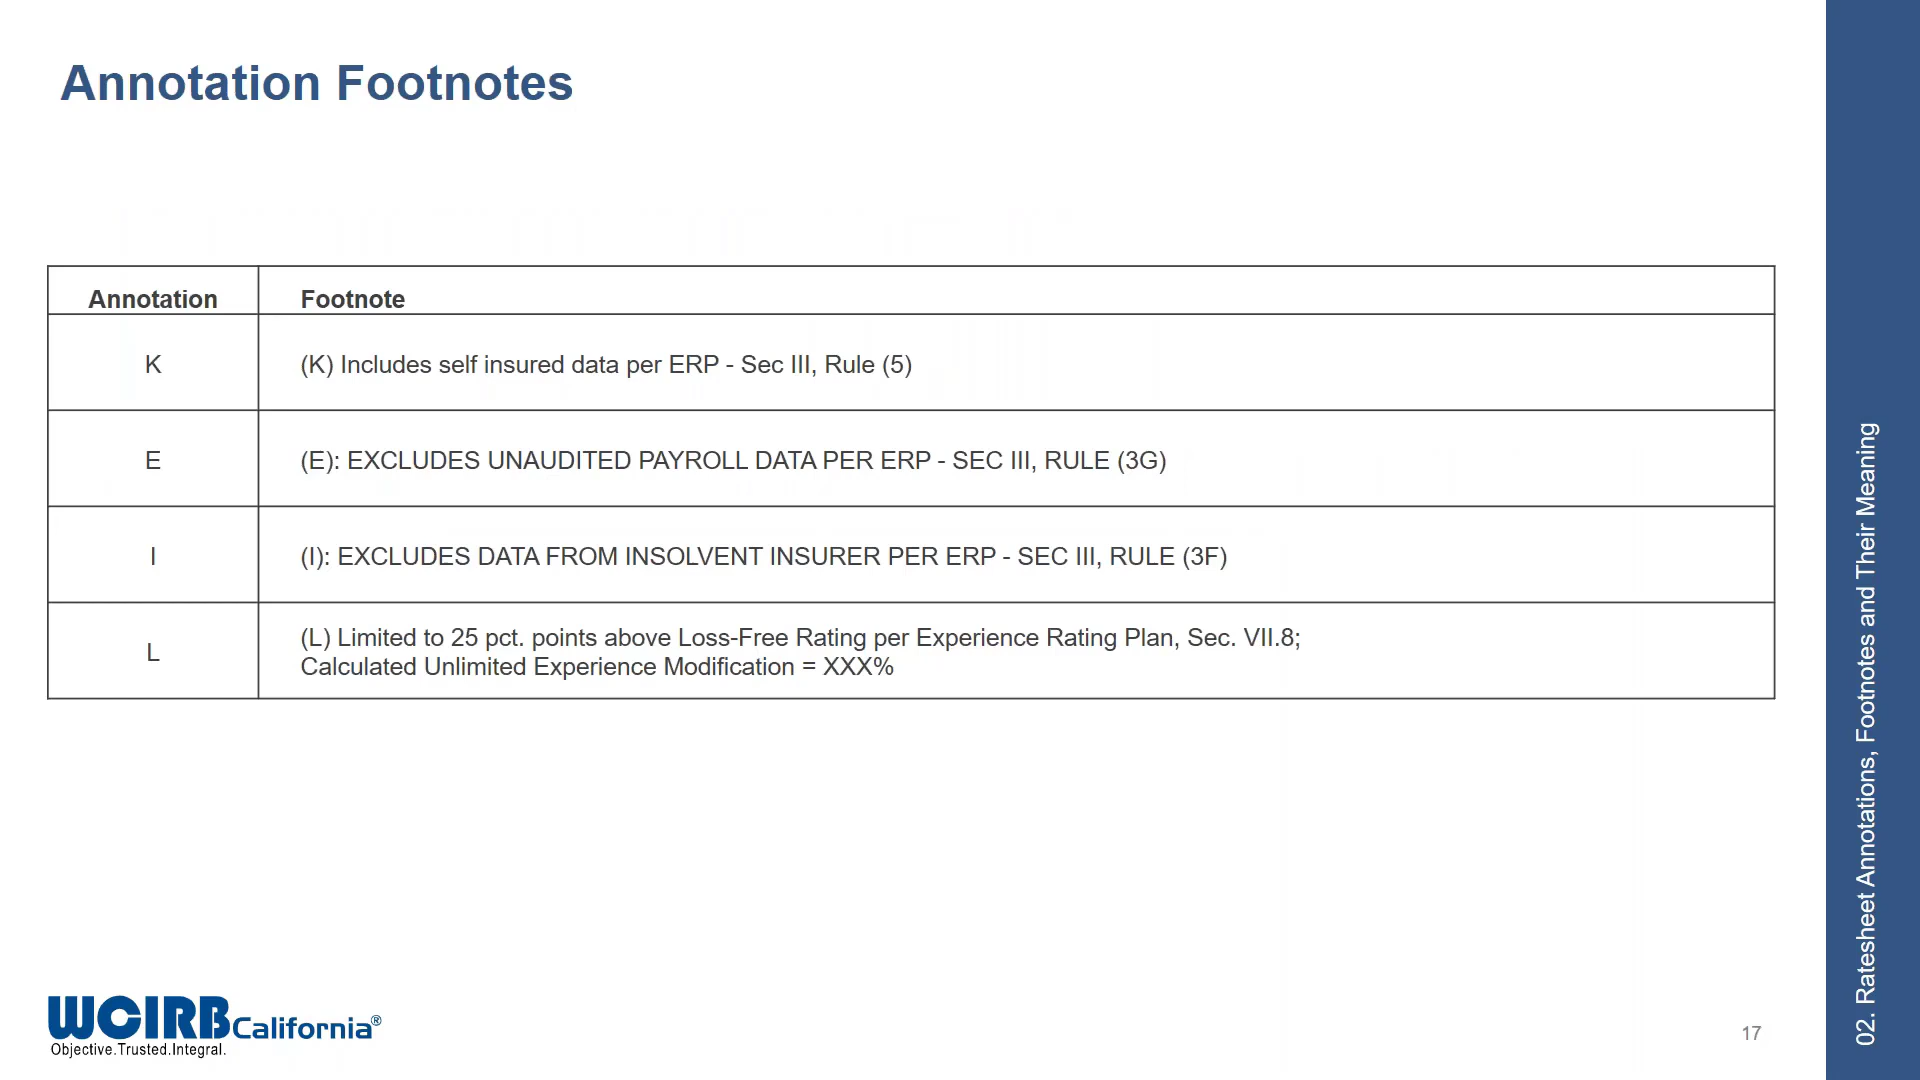 Annotation Footnotes
Annotation
Footnote
K
(K) Includes self insured data per ERP - Sec III, Rule (5)
E
(E): EXCLUDES UNAUDITED PAYROLL DATA PER ERP - SEC III, RULE (3G)
I
(I): EXCLUDES DATA FROM INSOLVENT INSURER PER ERP - SEC III, RULE (3F)
L
(L) Limited to 25 pct. points above Loss-Free Rating per Experience Rating Plan, Sec. VII.8;
Calculated Unlimited Experience Modification = XXX%
02. Ratesheet Annotations, Footnotes and Their Meaning
WCIRBCalifornia®
Objective.Trusted.Integral.
17